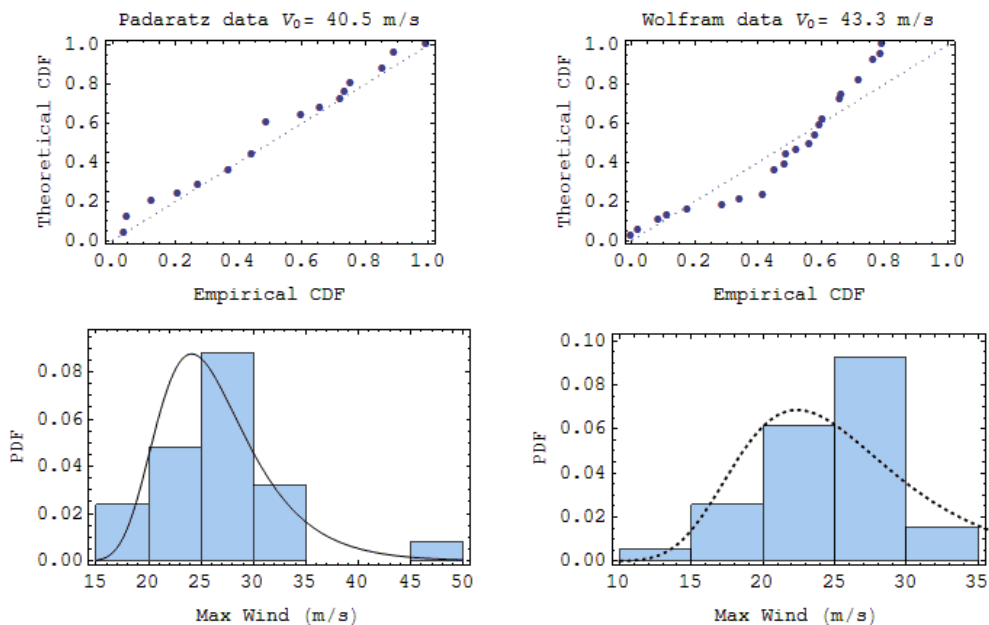 Padaratz data V₀= 40.5 m/s
1.0
0.8
0.6
0.4
0.2
0.0
Theoretical CDF
0.0 0.2 0.4 0.6 0.8 1.0
Empirical CDF
Wolfram data V₀= 43.3 m/s
1.0
0.8
0.6
0.4
0.2
0.0
Theoretical CDF
0.0 0.2 0.4 0.6 0.8 1.0
Empirical CDF
0.08
0.06
0.04
0.02
0.00
PDF
15 20 25 30 35 40 45 50
Max Wind (m/s)
0.10
0.08
0.06
0.04
0.02
0.00
PDF
10 15 20 25 30 35
Max Wind (m/s)